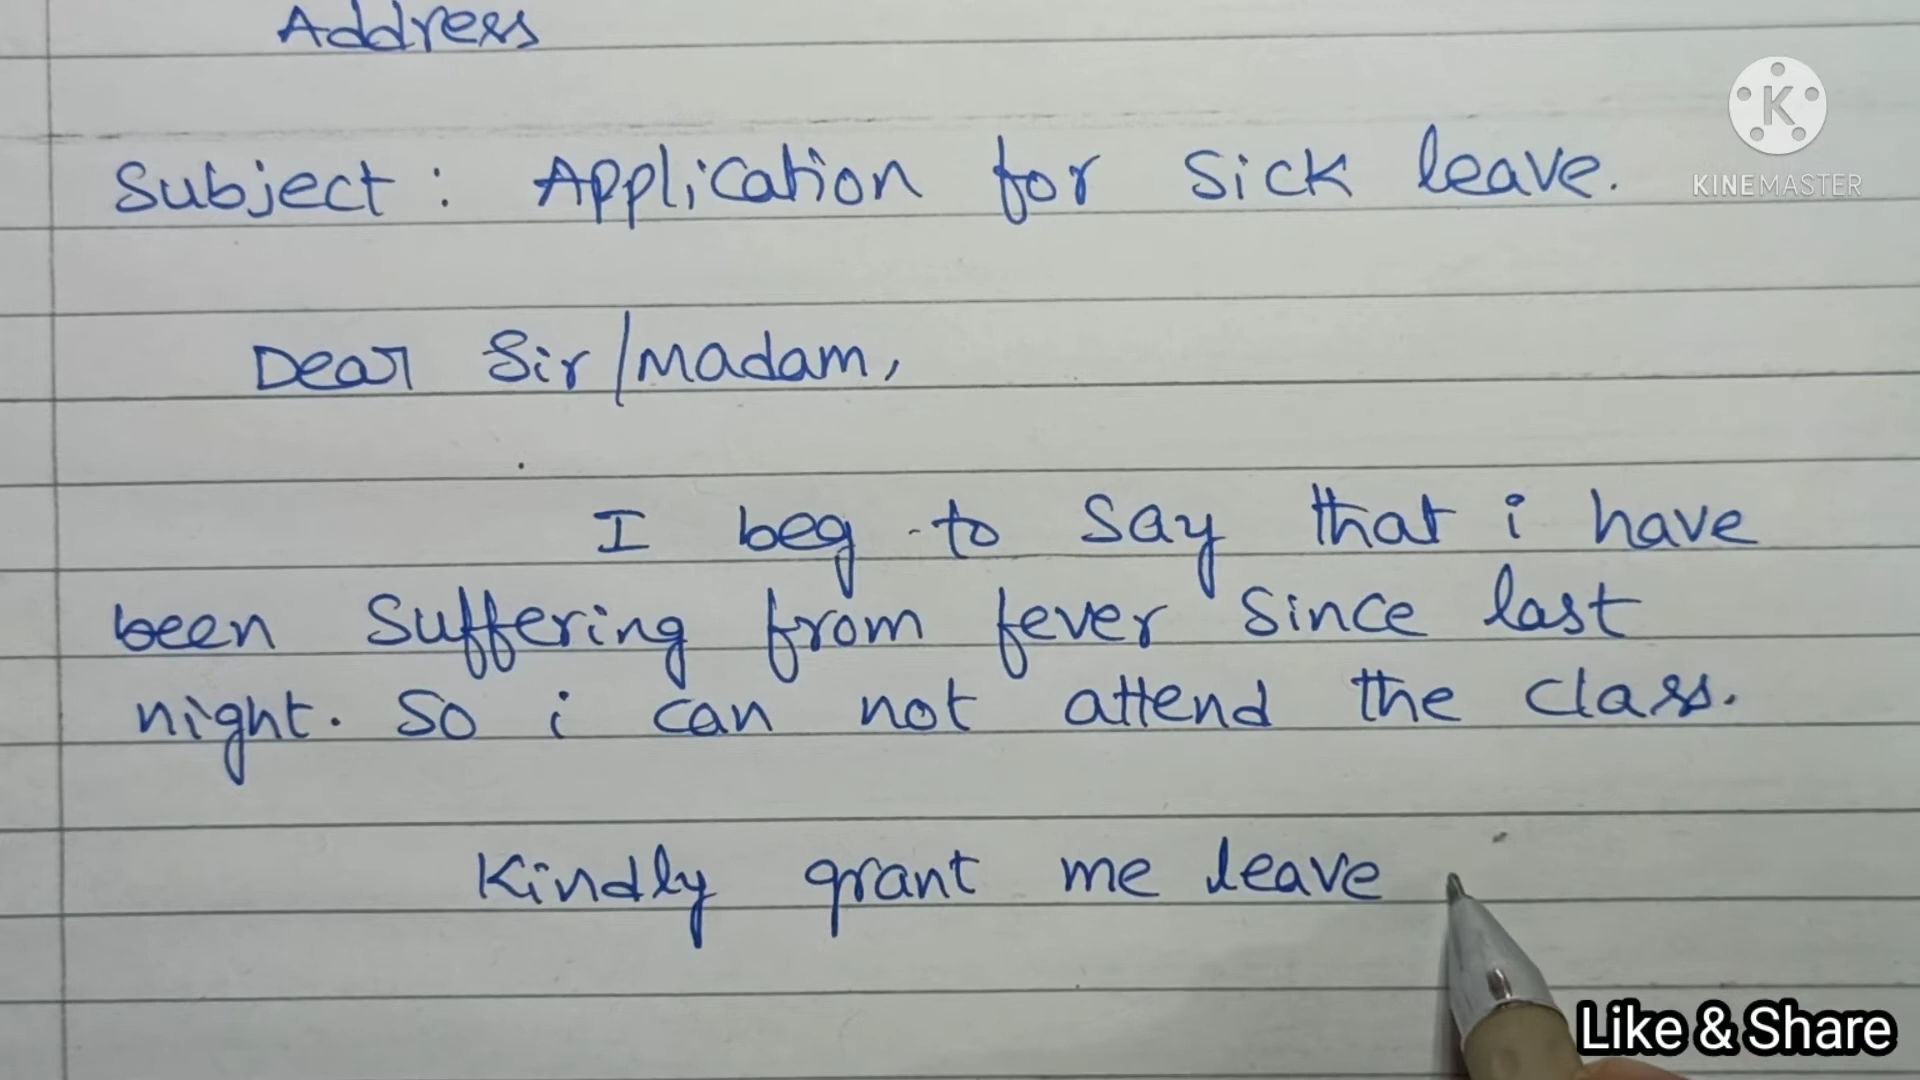 Address
Subject : Application for Sick leave.
Dear Sir/Madam,
I beg to say that i have
been suffering from fever since last
night. So i can not attend the class.
Kindly grant me leave
KINEMASTER
Like & Share